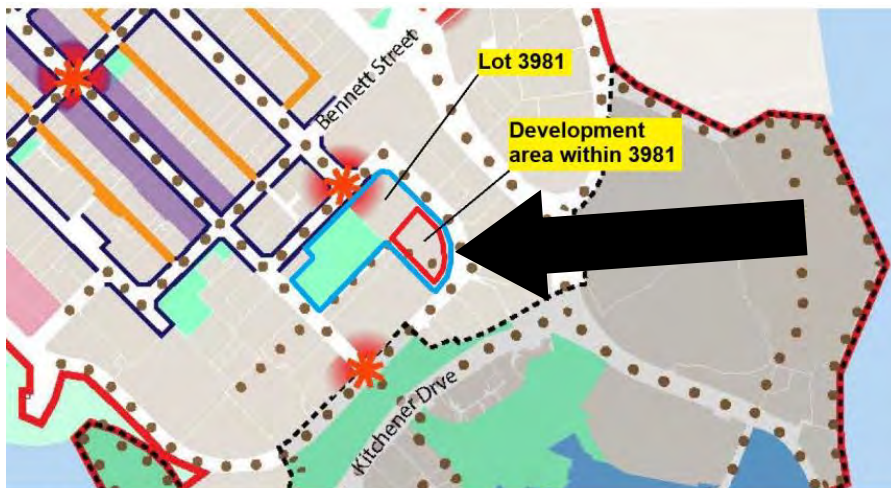 Bennett Street
Lot 3981
Development
area within 3981
Kitchener Drve